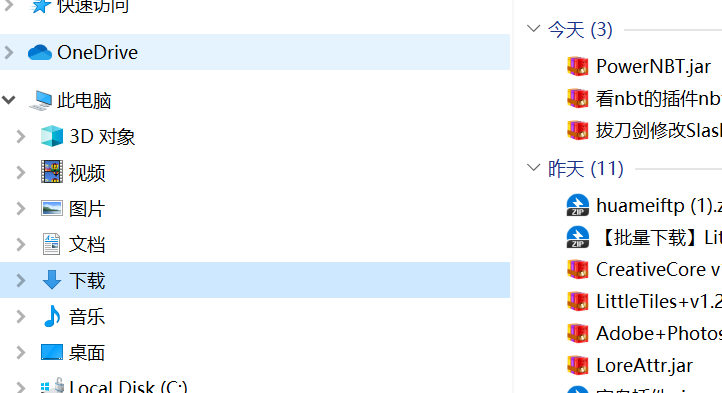 快速访问
OneDrive
此电脑
3D 对象
视频
图片
文档
下载
音乐
桌面
Local Disk (C:)
今天 (3)
PowerNBT.jar
看nbt的插件nb
拔刀剑修改Slas
昨天 (11)
huameiftp (1).z
ZIP
【批量下载】Lit
ZIP
CreativeCore v
LittleTiles+v1.2
Adobe+Photos
LoreAttr.jar